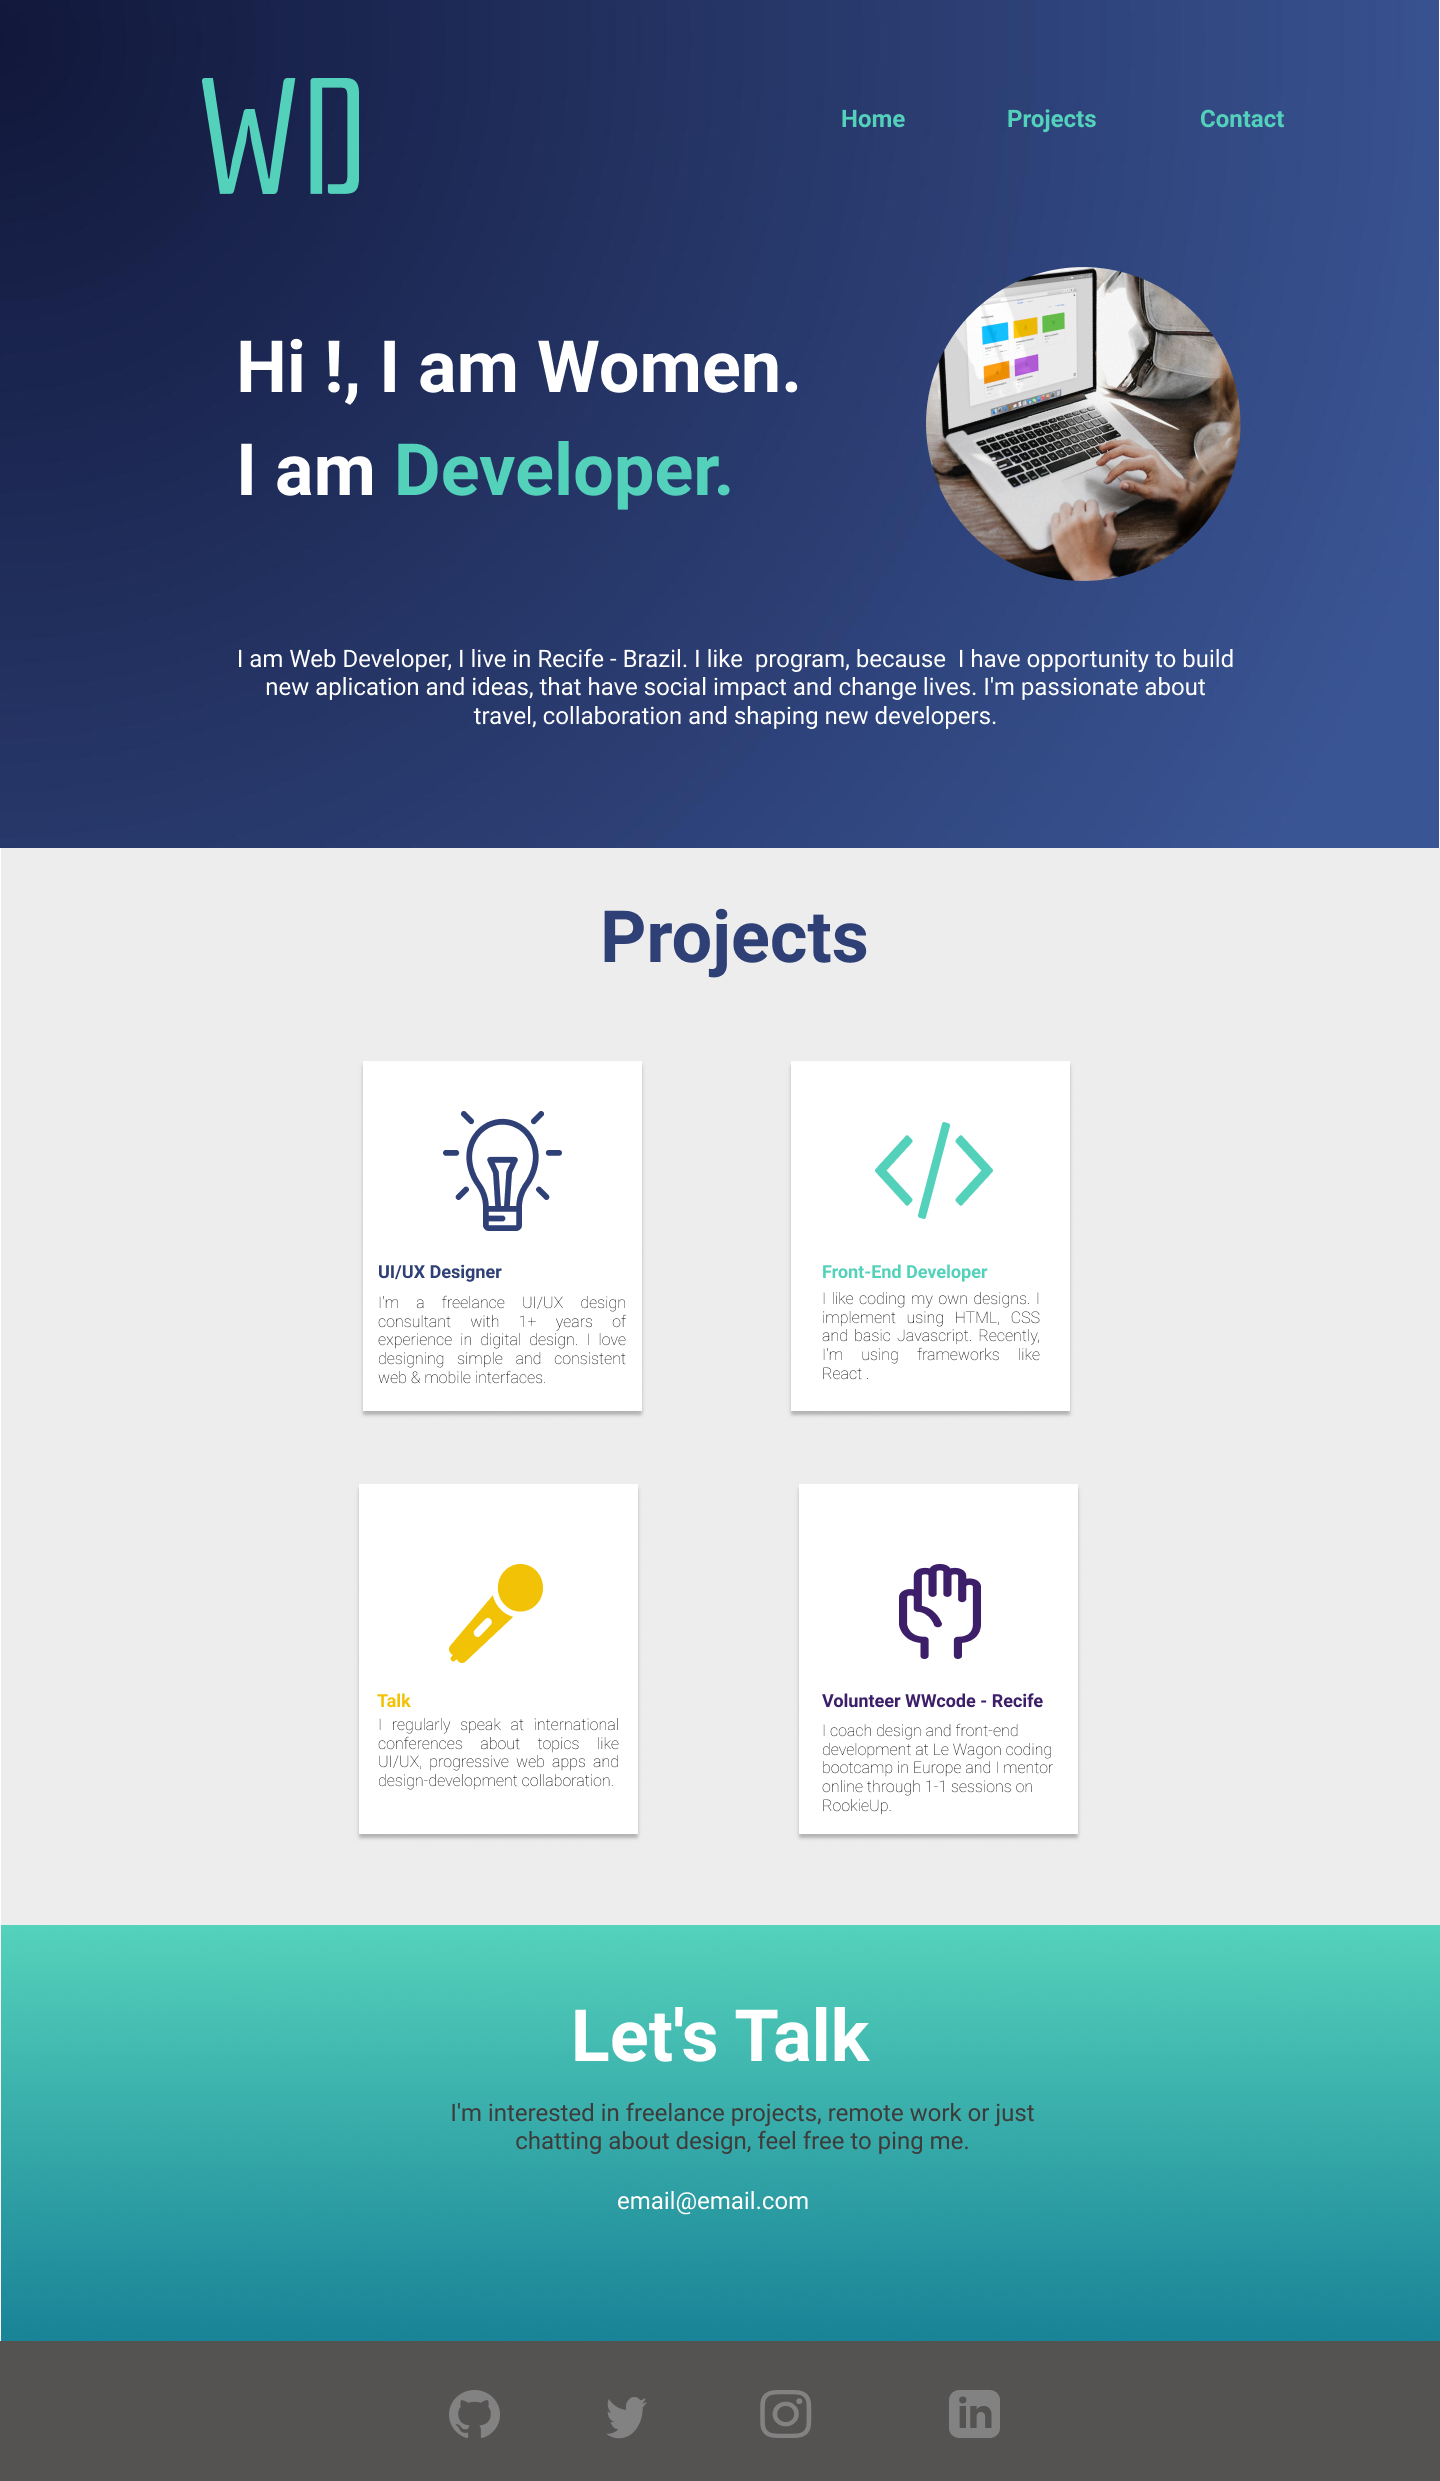 WD
Home Projects Contact
Hi !, I am Women.
I am Developer.
I am Web Developer, I live in Recife - Brazil. I like  program, because  I have opportunity to build
new aplication and ideas, that have social impact and change lives. I'm passionate about
travel, collaboration and shaping new developers.
Projects
UI/UX Designer
I'm a freelance UI/UX design
consultant with 1+ years of
experience in digital design. I love
designing simple and consistent
web & mobile interfaces.
Front-End Developer
I like coding my own designs. I
implement using HTML, CSS
and basic Javascript. Recently,
I'm using frameworks like
React .
Talk
I regularly speak at international
conferences about topics like
UI/UX, progressive web apps and
design-development collaboration.
Volunteer WWcode - Recife
I coach design and front-end
development at Le Wagon coding
bootcamp in Europe and I mentor
online through 1-1 sessions on
RookieUp.
Let's Talk
I'm interested in freelance projects, remote work or just
chatting about design, feel free to ping me.
email@email.com
in